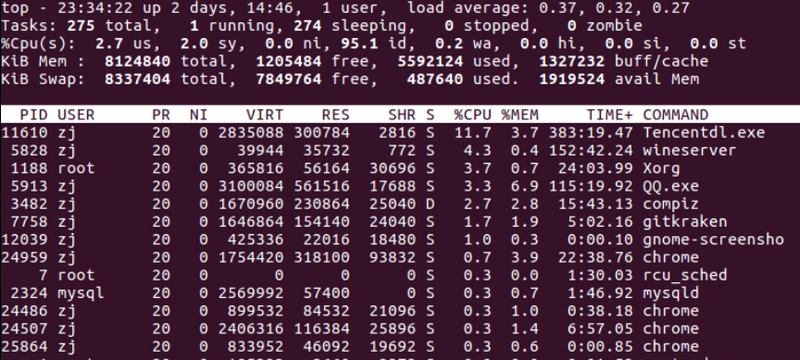 top - 23:34:22 up 2 days, 14:46,  1 user,  load average: 0.37, 0.32, 0.27
Tasks: 275 total,   1 running, 274 sleeping,   0 stopped,   0 zombie
%Cpu(s):  2.7 us,  2.0 sy,  0.0 ni, 95.1 id,  0.2 wa,  0.0 hi,  0.0 si,  0.0 st
KiB Mem :  8124840 total,  1205484 free,  5592124 used,  1327232 buff/cache
KiB Swap:  8337404 total,  7849764 free,   487640 used.  1919524 avail Mem
PID USER      PR  NI    VIRT    RES    SHR S  %CPU %MEM     TIME+ COMMAND
11610 zj        20   0 2835088 300784   2816 S  11.7  3.7 383:19.47 Tencentdl.exe
5828 zj        20   0   39944  35732    772 S   4.3  0.4 152:42.24 wineserver
1188 root      20   0  365816  56164  30696 S   3.7  0.7  24:03.99 Xorg
5913 zj        20   0 3100084 561516  17688 S   3.3  6.9 115:19.92 QQ.exe
3482 zj        20   0 1670960 230864  25040 D   2.7  2.8  15:43.13 compiz
7758 zj        20   0 1646864 154140  24040 S   1.7  1.9   5:02.16 gitkraken
12039 zj        20   0  425336  22016  18480 S   1.0  0.3   0:00.10 gnome-screensho
24959 zj        20   0 1754420 318100  93832 S   0.7  3.9  22:38.76 chrome
7 root      20   0       0      0      0 S   0.3  0.0   1:30.03 rcu_sched
2324 mysql     20   0 2569992  57400      0 S   0.3  0.7   1:46.92 mysqld
24486 zj        20   0  899532  84532  21096 S   0.3  1.0   0:38.18 chrome
24507 zj        20   0 2406316 116384  25896 S   0.3  1.4   6:57.05 chrome
25864 zj        20   0  833952  46092  19692 S   0.3  0.6   0:00.85 chrome